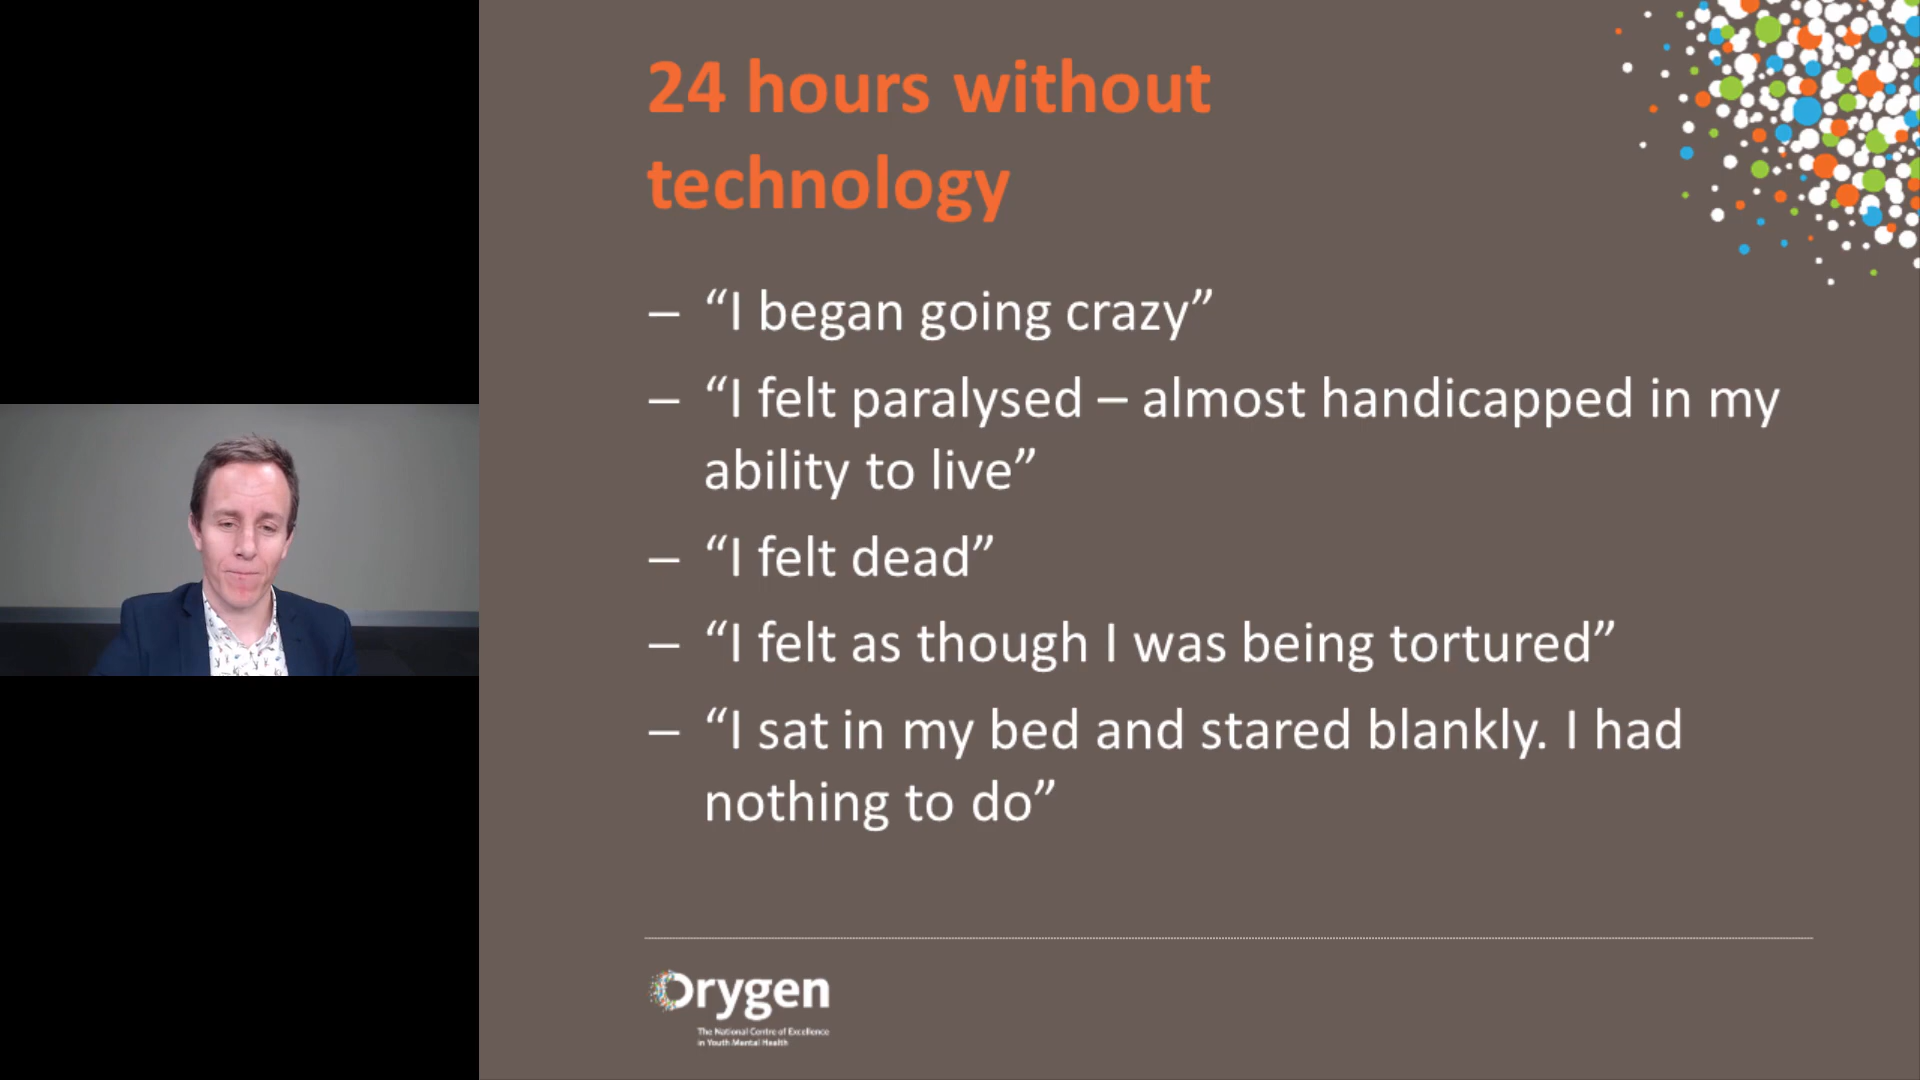 24 hours without
technology
– “I began going crazy”
– “I felt paralysed – almost handicapped in my
ability to live”
– “I felt dead”
– “I felt as though I was being tortured”
– “I sat in my bed and stared blankly. I had
nothing to do”
Orygen
The National Centre of Excellence
in Youth Mental Health